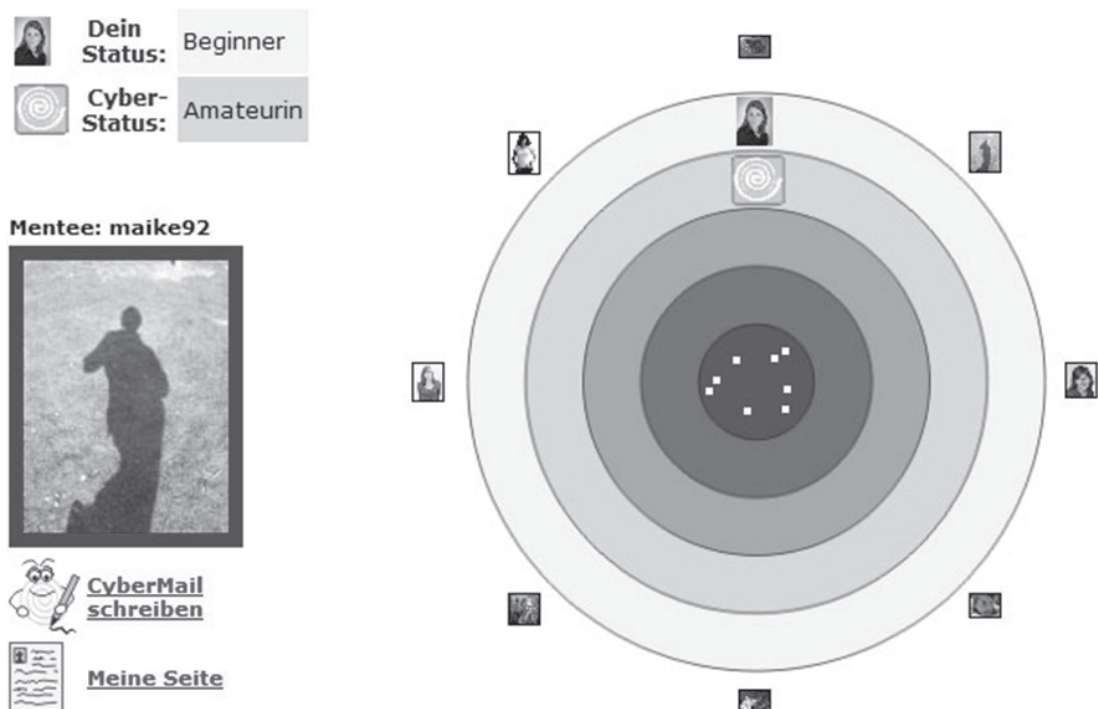 Dein
Status:
Beginner
Cyber-
Status:
Amateurin
Mentee: maike92
CyberMail
schreiben
Meine Seite